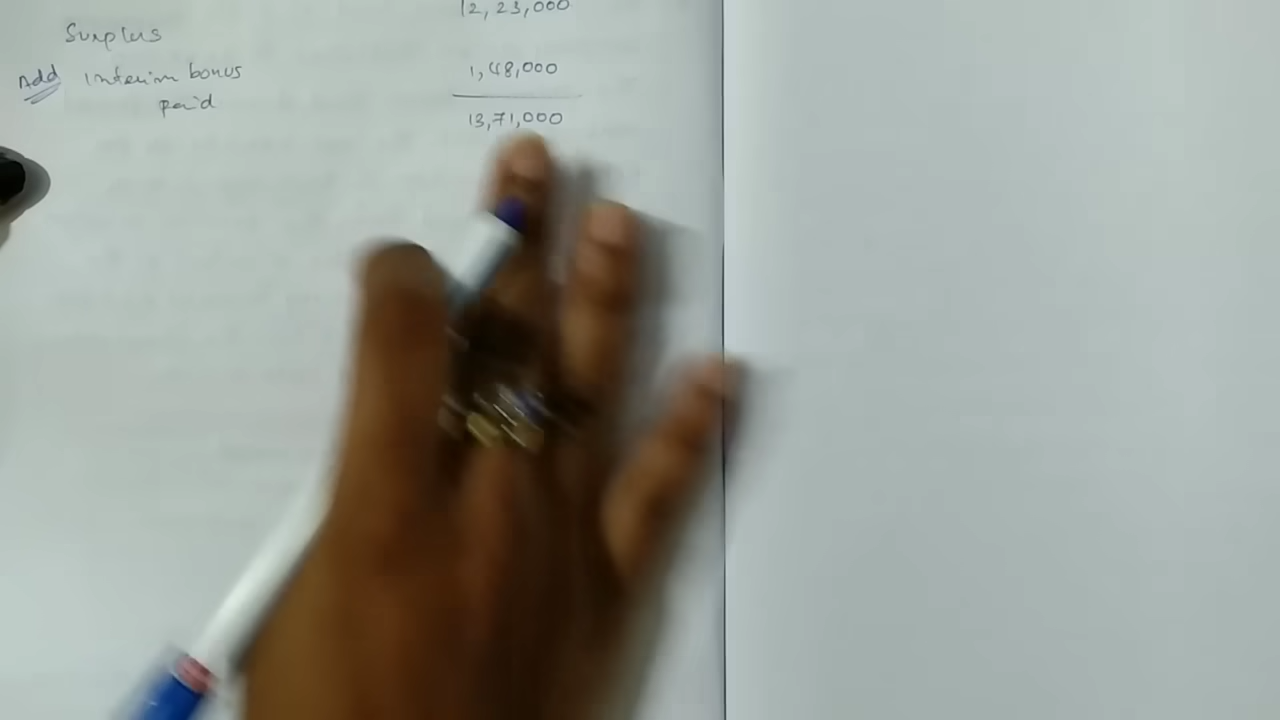 12,23,000
Surplus
Add Interim bonus 1,48,000
paid
13,71,000